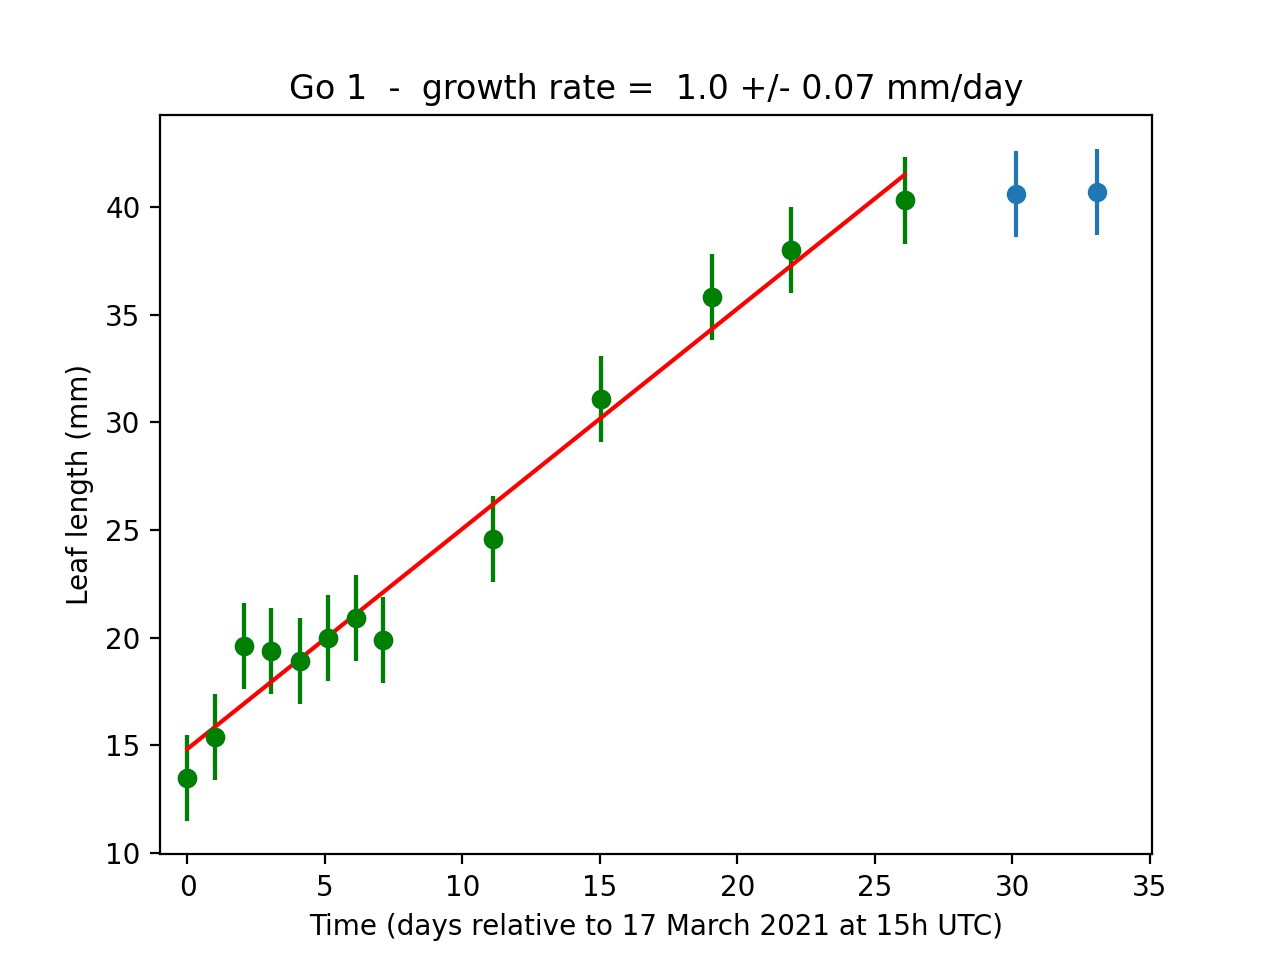 Go 1  -  growth rate =  1.0 +/- 0.07 mm/day
Leaf length (mm)
40
35
30
25
20
15
10
0 5 10 15 20 25 30 35
Time (days relative to 17 March 2021 at 15h UTC)